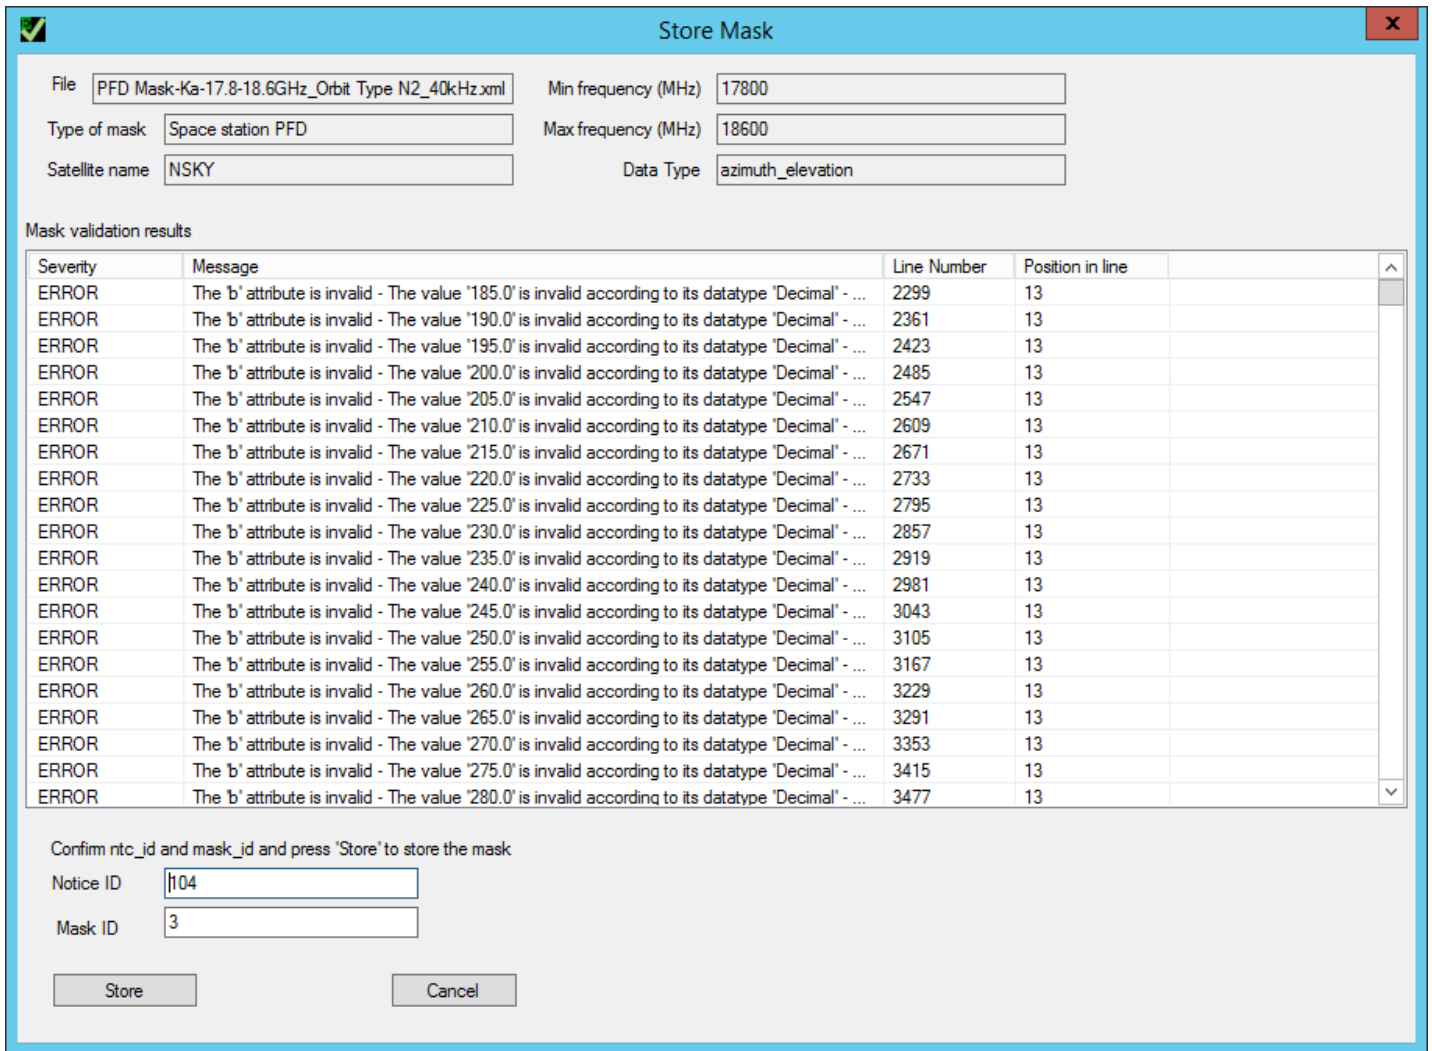 Store Mask
x
File PFD Mask-Ka-17.8-18.6GHz_Orbit Type N2_40kHz.xml Min frequency (MHz) 17800
Type of mask Space station PFD Max frequency (MHz) 18600
Satellite name NSKY Data Type azimuth_elevation
Mask validation results
Severity Message Line Number Position in line
ERROR The 'b' attribute is invalid - The value '185.0' is invalid according to its datatype 'Decimal' - ... 2299 13
ERROR The 'b' attribute is invalid - The value '190.0' is invalid according to its datatype 'Decimal' - ... 2361 13
ERROR The 'b' attribute is invalid - The value '195.0' is invalid according to its datatype 'Decimal' - ... 2423 13
ERROR The 'b' attribute is invalid - The value '200.0' is invalid according to its datatype 'Decimal' - ... 2485 13
ERROR The 'b' attribute is invalid - The value '205.0' is invalid according to its datatype 'Decimal' - ... 2547 13
ERROR The 'b' attribute is invalid - The value '210.0' is invalid according to its datatype 'Decimal' - ... 2609 13
ERROR The 'b' attribute is invalid - The value '215.0' is invalid according to its datatype 'Decimal' - ... 2671 13
ERROR The 'b' attribute is invalid - The value '220.0' is invalid according to its datatype 'Decimal' - ... 2733 13
ERROR The 'b' attribute is invalid - The value '225.0' is invalid according to its datatype 'Decimal' - ... 2795 13
ERROR The 'b' attribute is invalid - The value '230.0' is invalid according to its datatype 'Decimal' - ... 2857 13
ERROR The 'b' attribute is invalid - The value '235.0' is invalid according to its datatype 'Decimal' - ... 2919 13
ERROR The 'b' attribute is invalid - The value '240.0' is invalid according to its datatype 'Decimal' - ... 2981 13
ERROR The 'b' attribute is invalid - The value '245.0' is invalid according to its datatype 'Decimal' - ... 3043 13
ERROR The 'b' attribute is invalid - The value '250.0' is invalid according to its datatype 'Decimal' - ... 3105 13
ERROR The 'b' attribute is invalid - The value '255.0' is invalid according to its datatype 'Decimal' - ... 3167 13
ERROR The 'b' attribute is invalid - The value '260.0' is invalid according to its datatype 'Decimal' - ... 3229 13
ERROR The 'b' attribute is invalid - The value '265.0' is invalid according to its datatype 'Decimal' - ... 3291 13
ERROR The 'b' attribute is invalid - The value '270.0' is invalid according to its datatype 'Decimal' - ... 3353 13
ERROR The 'b' attribute is invalid - The value '275.0' is invalid according to its datatype 'Decimal' - ... 3415 13
ERROR The 'b' attribute is invalid - The value '280.0' is invalid according to its datatype 'Decimal' - ... 3477 13
Confirm ntc_id and mask_id and press 'Store' to store the mask
Notice ID 104
Mask ID 3
Store Cancel